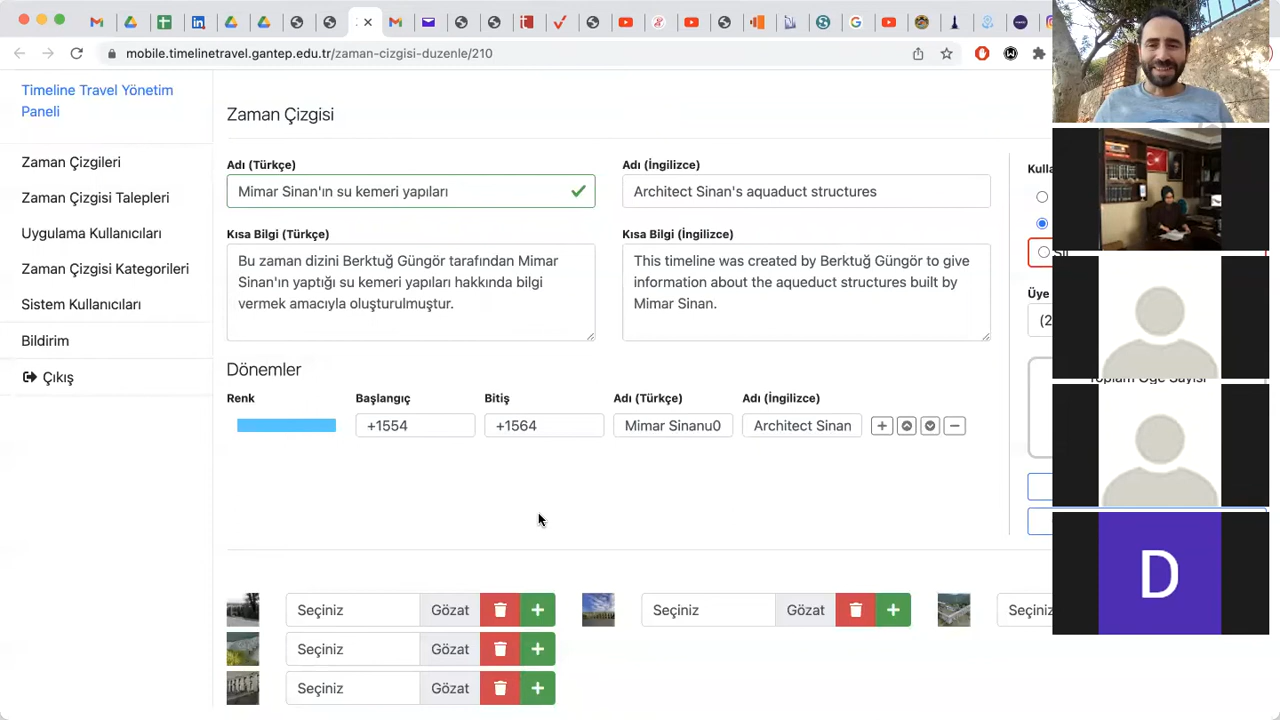 mobile.timelinetravel.gantep.edu.tr/zaman-cizgisi-duzenle/210
Timeline Travel Yönetim
Paneli
Zaman Çizgileri
Zaman Çizgisi Talepleri
Uygulama Kullanıcıları
Zaman Çizgisi Kategorileri
Sistem Kullanıcıları
Bildirim
Çıkış
Zaman Çizgisi
Adı (Türkçe)
Adı (İngilizce)
Mimar Sinan'ın su kemeri yapıları
Architect Sinan's aquaduct structures
Kısa Bilgi (Türkçe)
Kısa Bilgi (İngilizce)
Bu zaman dizini Berktuğ Güngör tarafından Mimar
Sinan'ın yaptığı su kemeri yapıları hakkında bilgi
vermek amacıyla oluşturulmuştur.
This timeline was created by Berktuğ Güngör to give
information about the aqueduct structures built by
Mimar Sinan.
Dönemler
Renk
Başlangıç
Bitiş
Adı (Türkçe)
Adı (İngilizce)
+1554
+1564
Mimar Sinanu0
Architect Sinan
Seçiniz Gözat
Seçiniz Gözat
Seçiniz
Seçiniz Gözat
Seçiniz Gözat
Kulla
Sil
Üye
(2
Toplam Öğe Sayısı
D